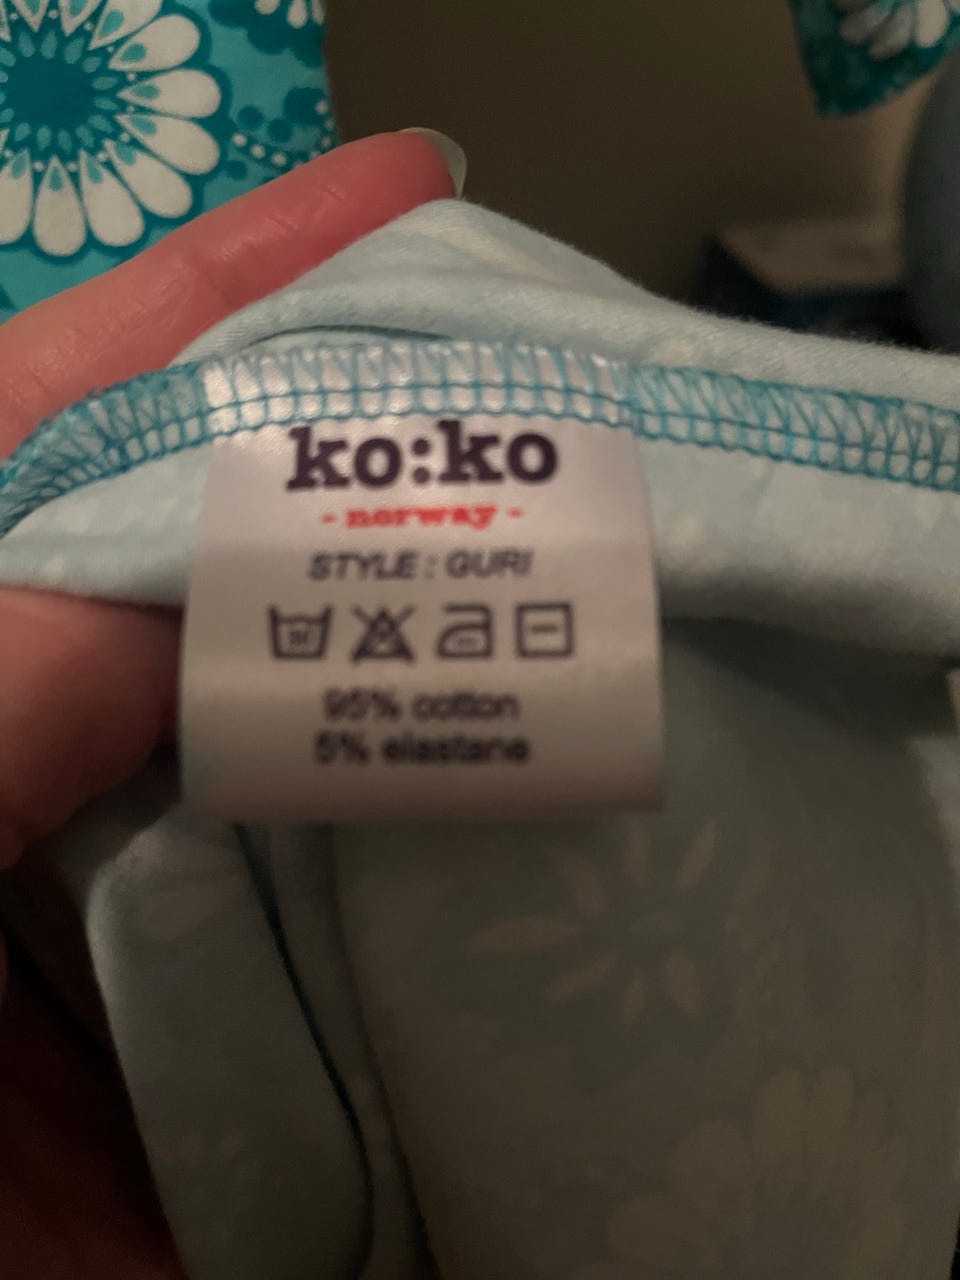 ko:ko
- norway -
STYLE : GURI
95% cotton
5% elastane